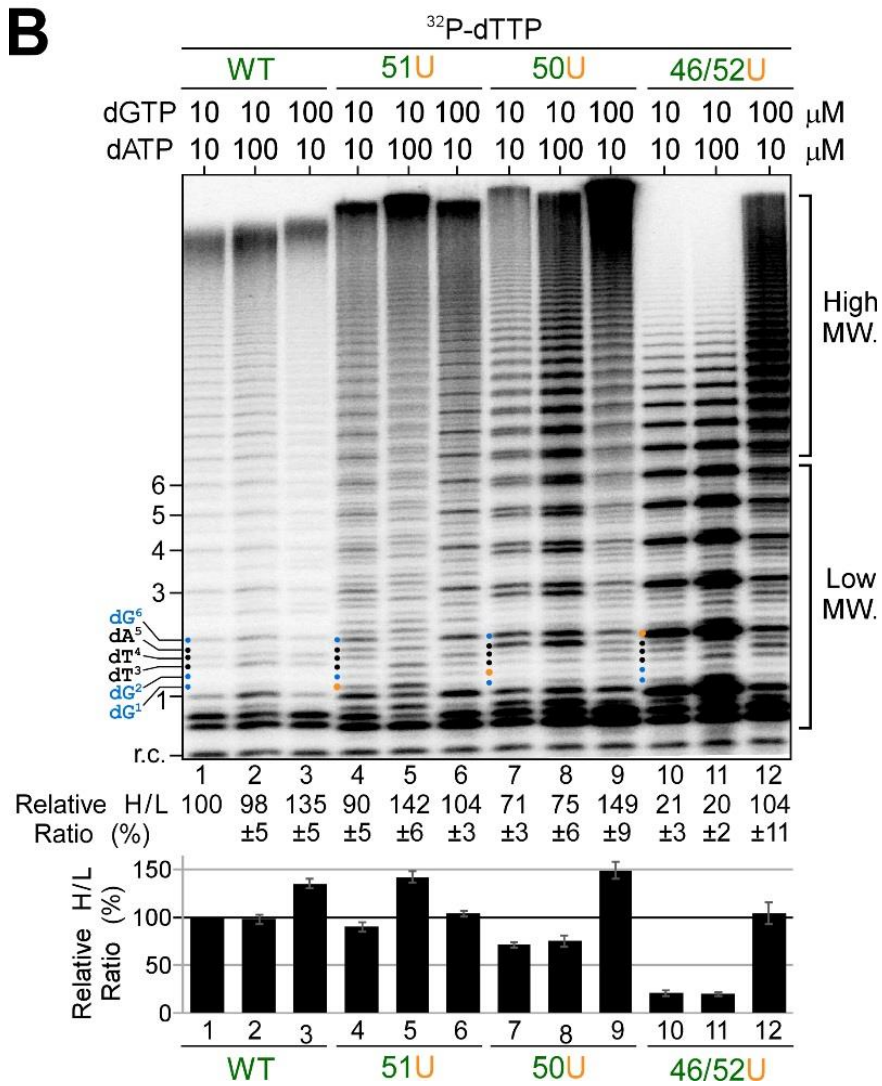 B
³²P-dTTP
WT 51U 50U 46/52U
dGTP 10 10 100 10 10 100 10 10 100 10 10 100 μM
dATP 10 100 10 10 100 10 10 100 10 10 100 10 μM
High
MW.
6
5
4
3
Low
MW.
dG⁶
dA⁵
dT⁴
dT³
dG²
dG¹
1
r.c.
1 2 3 4 5 6 7 8 9 10 11 12
Relative H/L 100 98 135 90 142 104 71 75 149 21 20 104
Ratio (%) ±5 ±5 ±5 ±6 ±3 ±3 ±6 ±9 ±3 ±2 ±11
Relative H/L
Ratio (%)
150
100
50
0
1 2 3 4 5 6 7 8 9 10 11 12
WT 51U 50U 46/52U